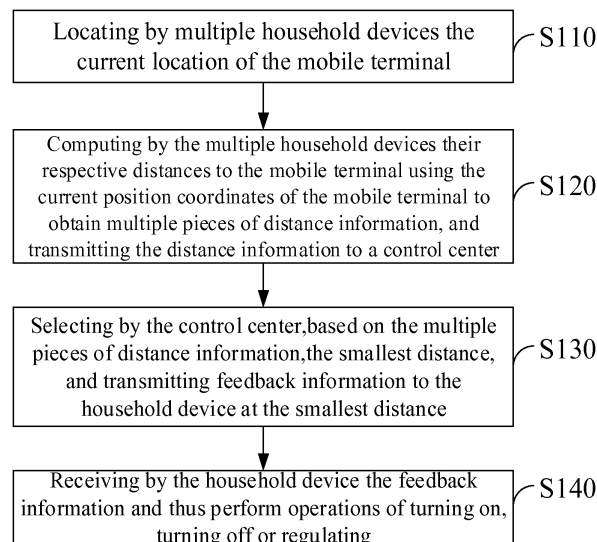 Locating by multiple household devices the
current location of the mobile terminal
S110
Computing by the multiple household devices their
respective distances to the mobile terminal using the
current position coordinates of the mobile terminal to
obtain multiple pieces of distance information, and
transmitting the distance information to a control center
S120
Selecting by the control center,based on the multiple
pieces of distance information,the smallest distance,
and transmitting feedback information to the
household device at the smallest distance
S130
Receiving by the household device the feedback
information and thus perform operations of turning on,
turning off or regulating
S140